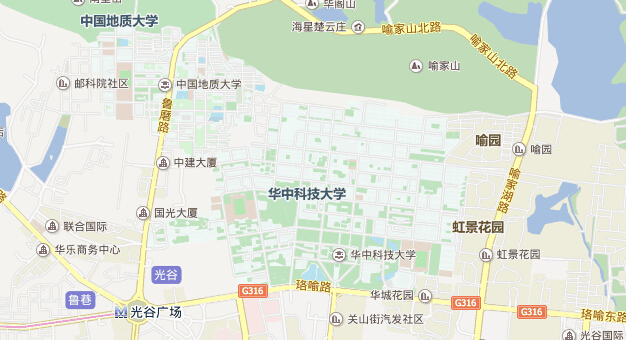 华阁山
中国地质大学
海星楚云庄
喻家山北路
喻家山
喻家山北路
邮科院社区
中国地质大学
鲁磨路
喻园
喻园
中建大厦
喻家湖路
华中科技大学
国光大厦
联合国际
虹景花园
华乐商务中心
华中科技大学
虹景花园
光谷
珞喻路
G316
华城花园
鲁巷
G316
G316
光谷广场
关山街汽发社区
珞喻东路
光谷国际